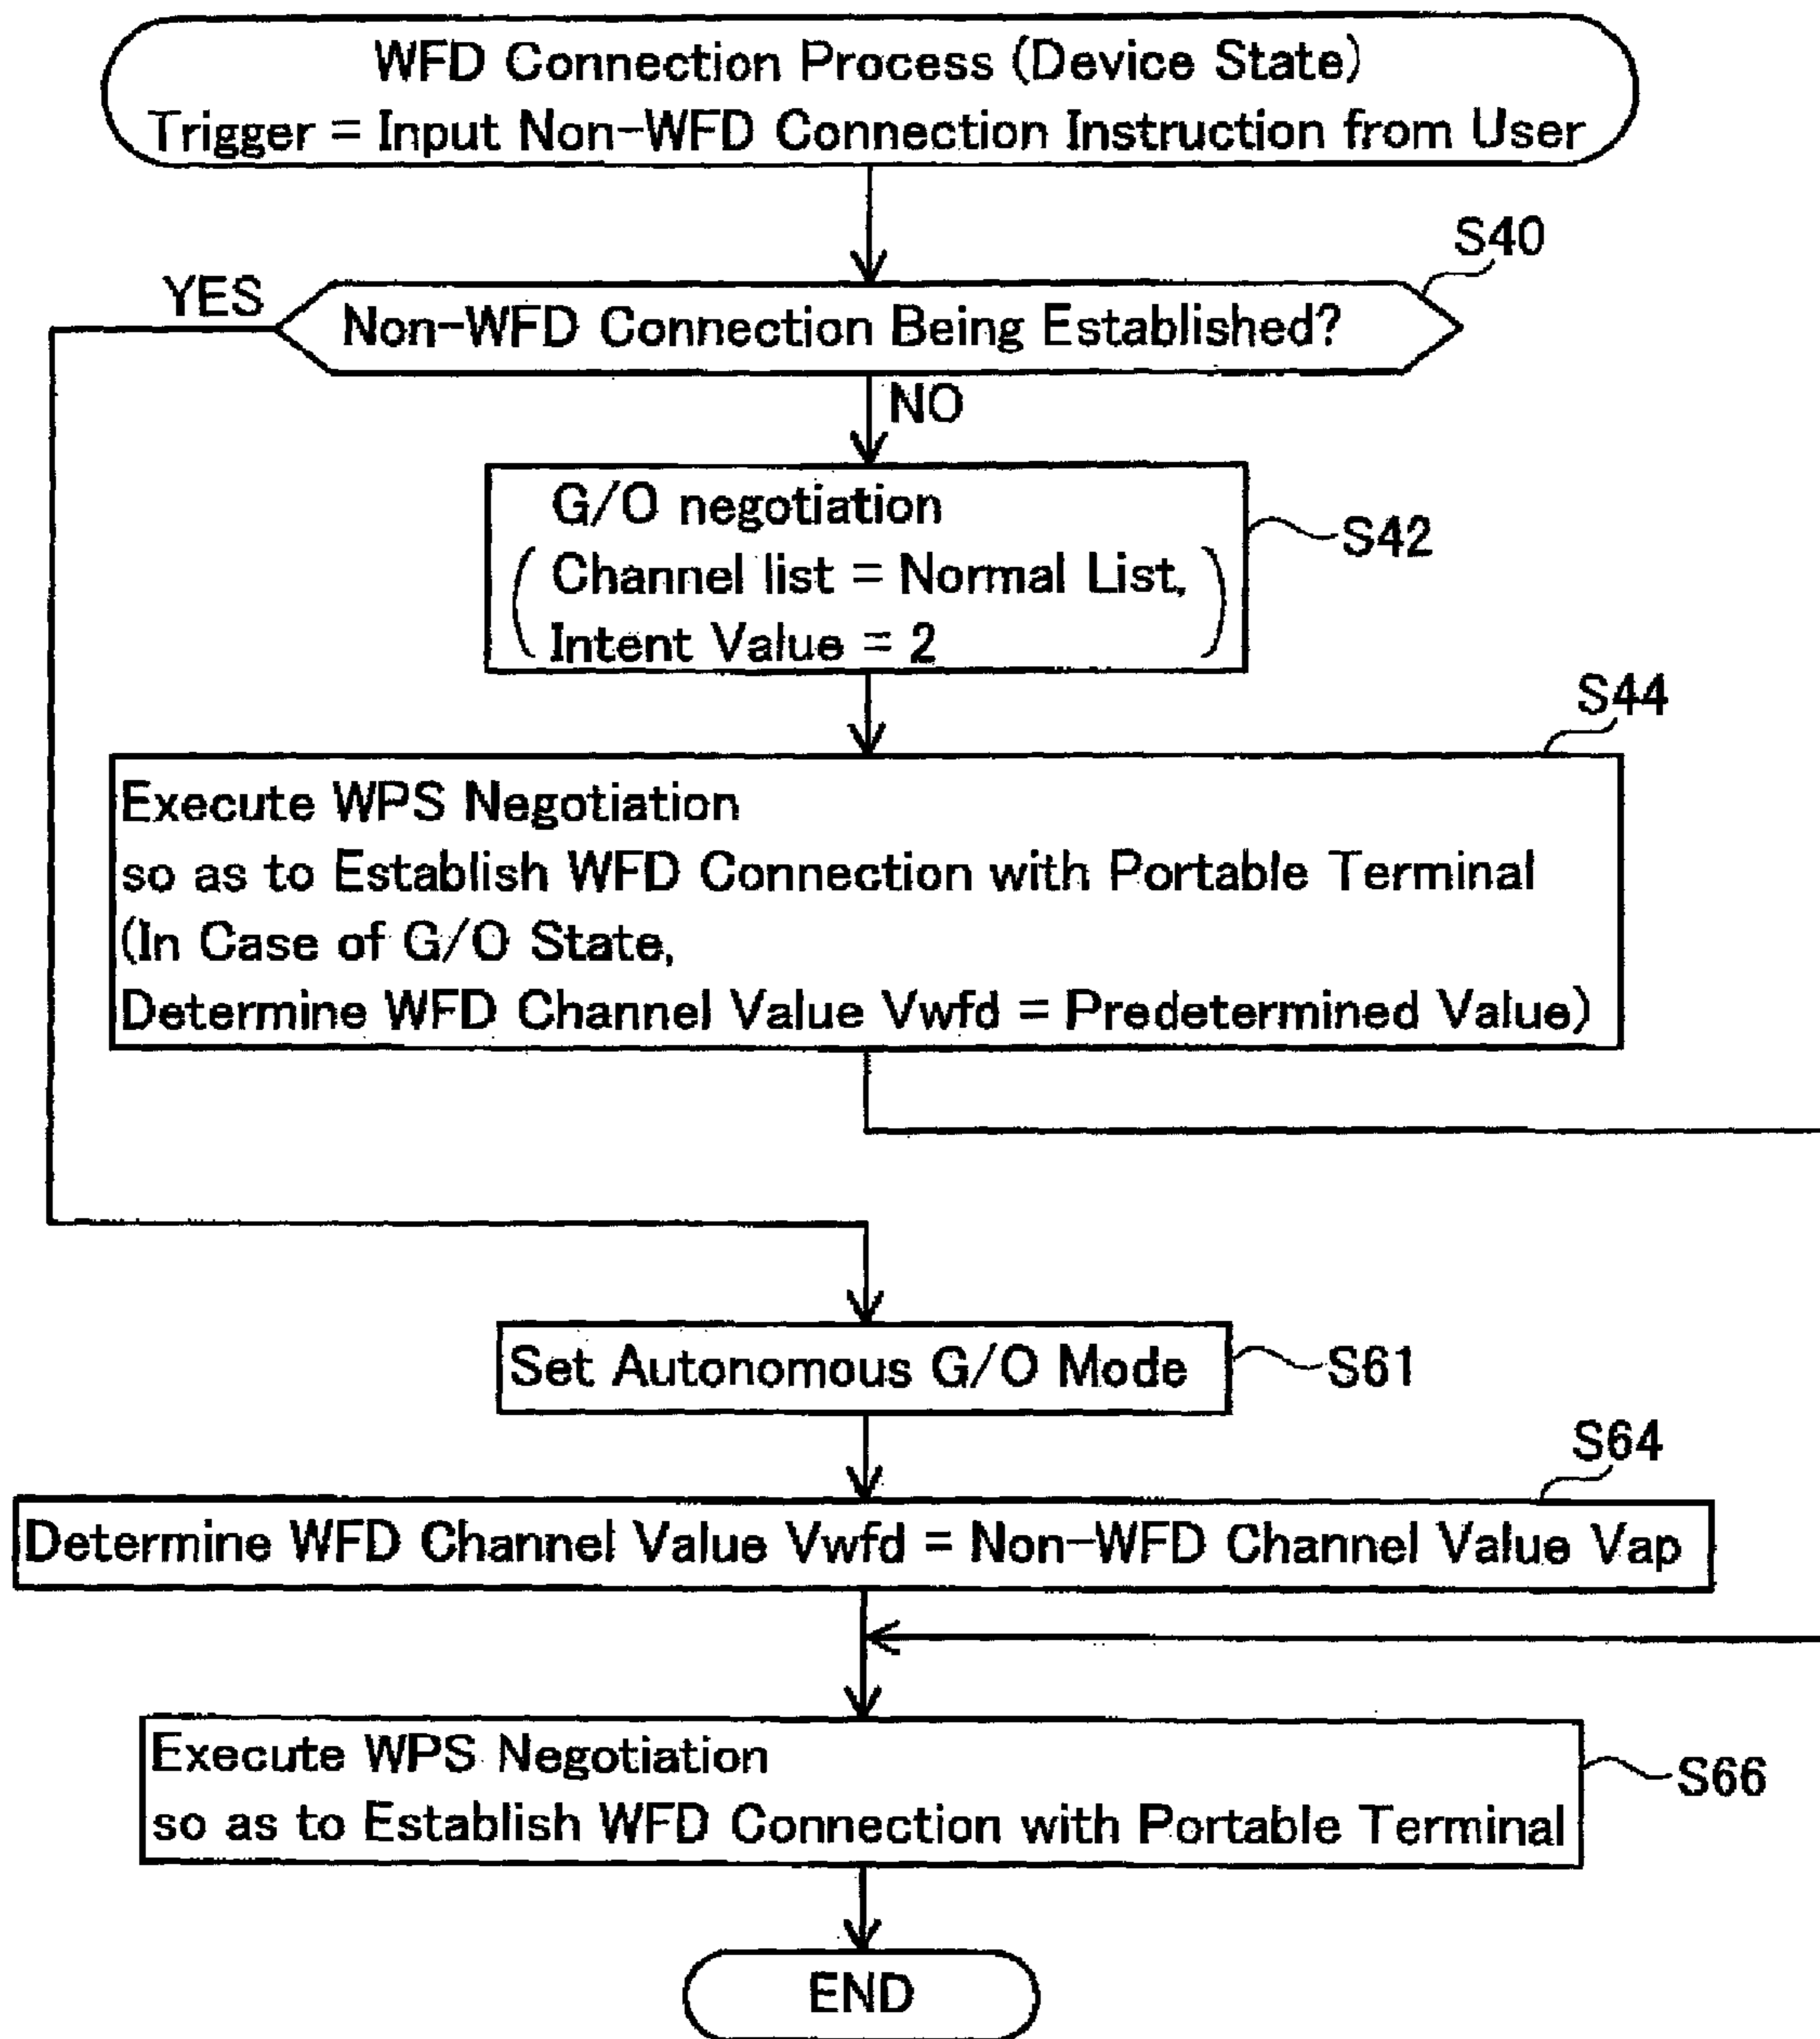 WFD Connection Process (Device State)
Trigger = Input Non-WFD Connection Instruction from User
S40
YES
Non-WFD Connection Being Established?
NO
G/O negotiation
( Channel list = Normal List, )
Intent Value = 2
S42
S44
Execute WPS Negotiation
so as to Establish WFD Connection with Portable Terminal
(In Case of G/O State,
Determine WFD Channel Value Vwfd = Predetermined Value)
Set Autonomous G/O Mode
S61
S64
Determine WFD Channel Value Vwfd = Non-WFD Channel Value Vap
Execute WPS Negotiation
so as to Establish WFD Connection with Portable Terminal
S66
END